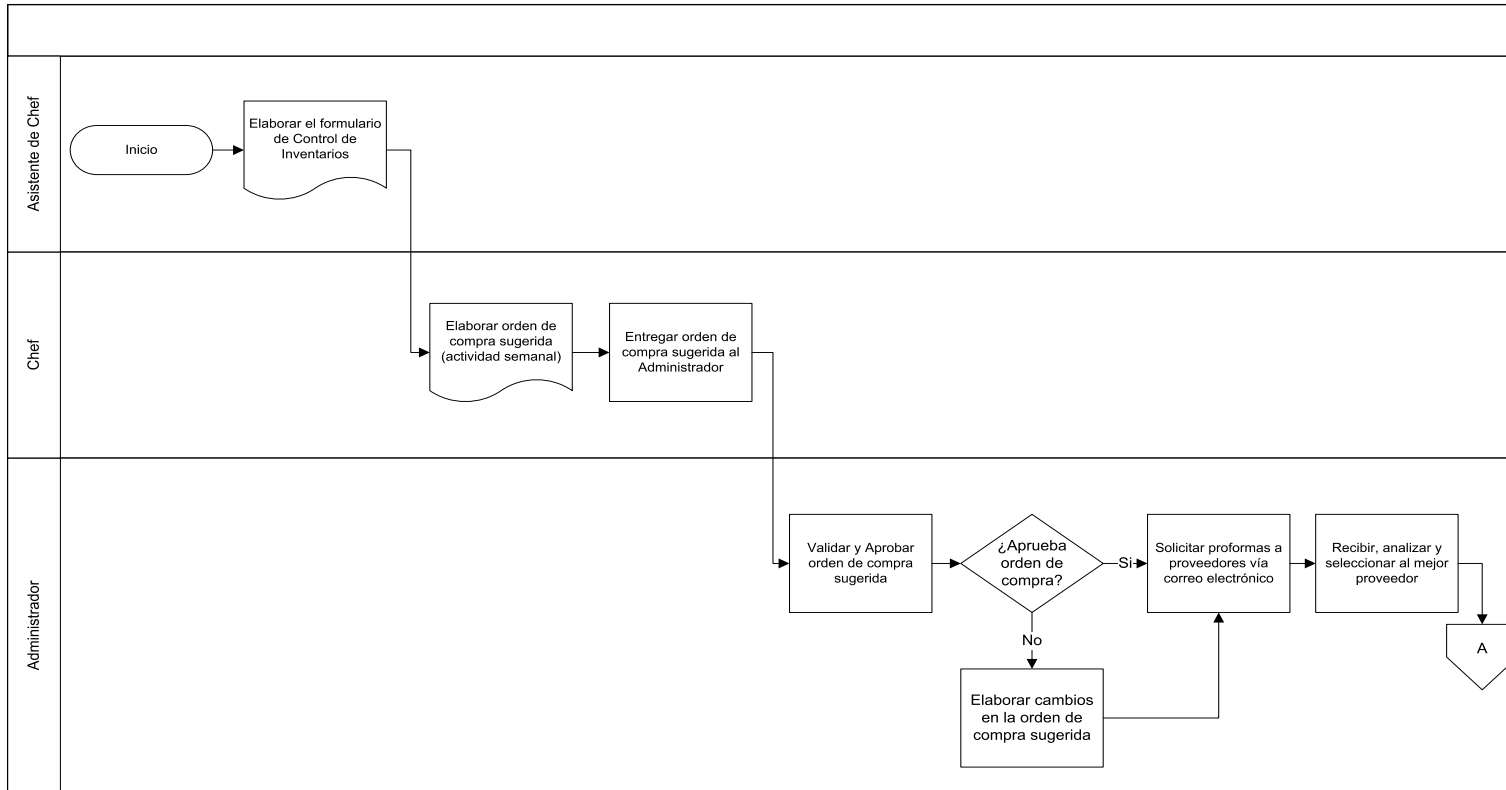 Asistente de Chef
Inicio
Elaborar el formulario
de Control de
Inventarios
Chef
Elaborar orden de
compra sugerida
(actividad semanal)
Entregar orden de
compra sugerida al
Administrador
Administrador
Validar y Aprobar
orden de compra
sugerida
¿Aprueba
orden de
compra?
Si
Solicitar proformas a
proveedores vía
correo electrónico
Recibir, analizar y
seleccionar al mejor
proveedor
A
No
Elaborar cambios
en la orden de
compra sugerida